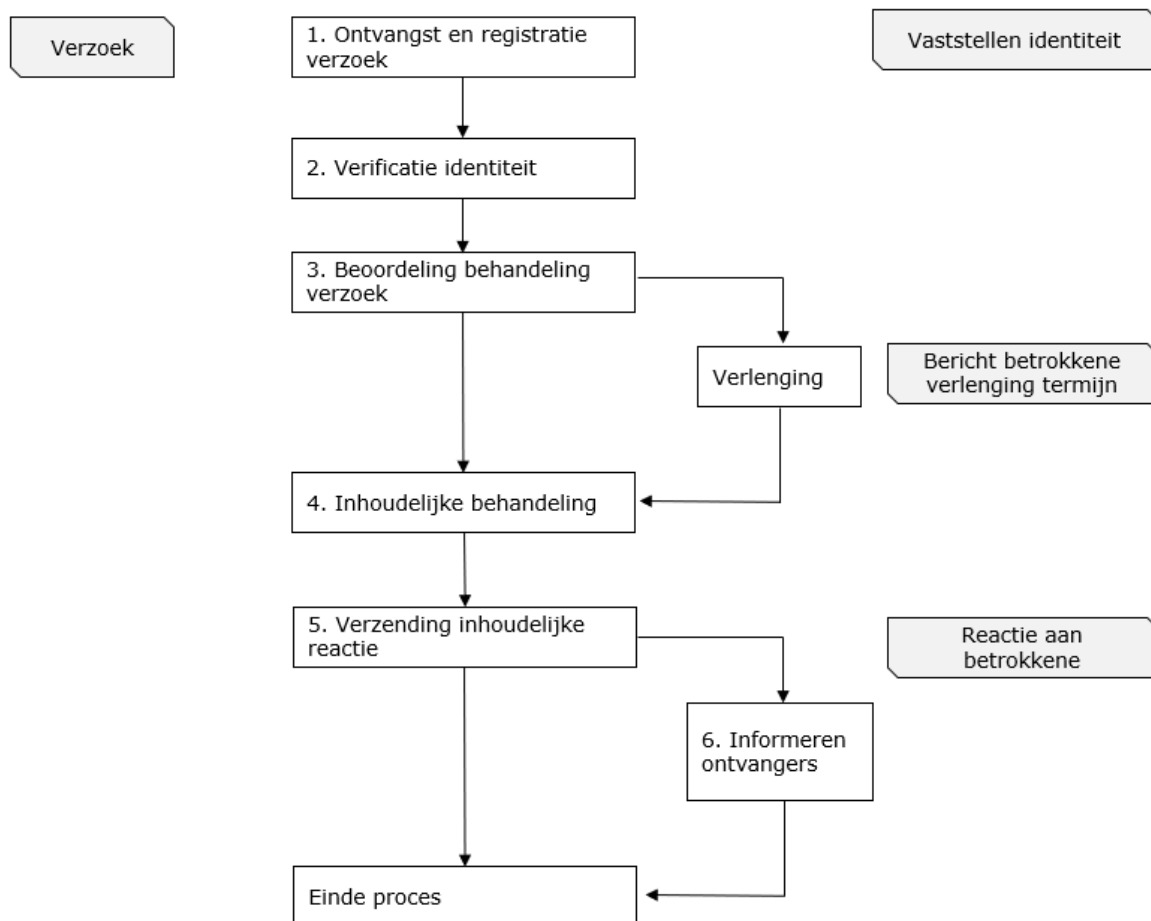 Verzoek
1. Ontvangst en registratie
verzoek
Vaststellen identiteit
2. Verificatie identiteit
3. Beoordeling behandeling
verzoek
Verlenging
Bericht betrokkene
verlenging termijn
4. Inhoudelijke behandeling
5. Verzending inhoudelijke
reactie
Reactie aan
betrokkene
6. Informeren
ontvangers
Einde proces